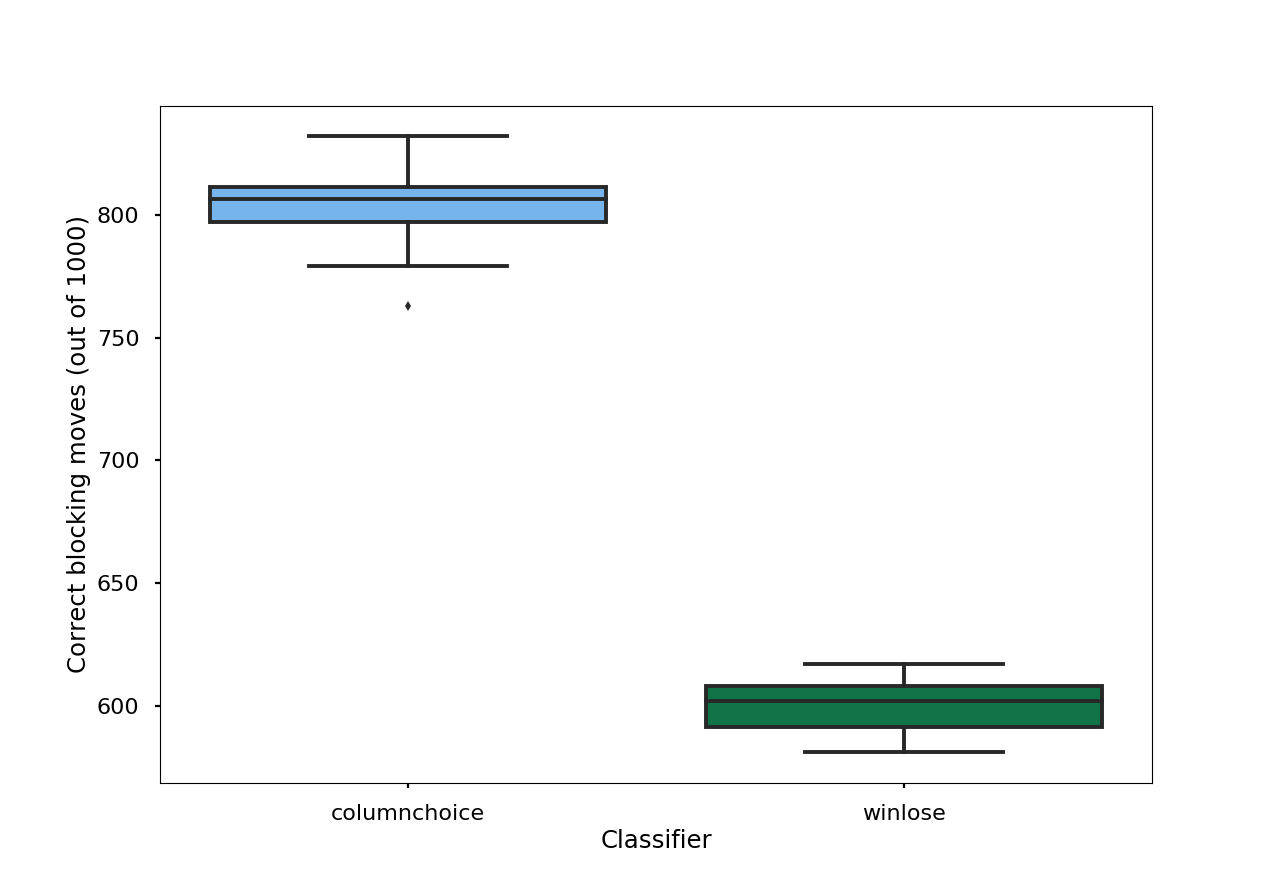 Correct blocking moves (out of 1000)
800
750
700
650
600
columnchoice
winlose
Classifier